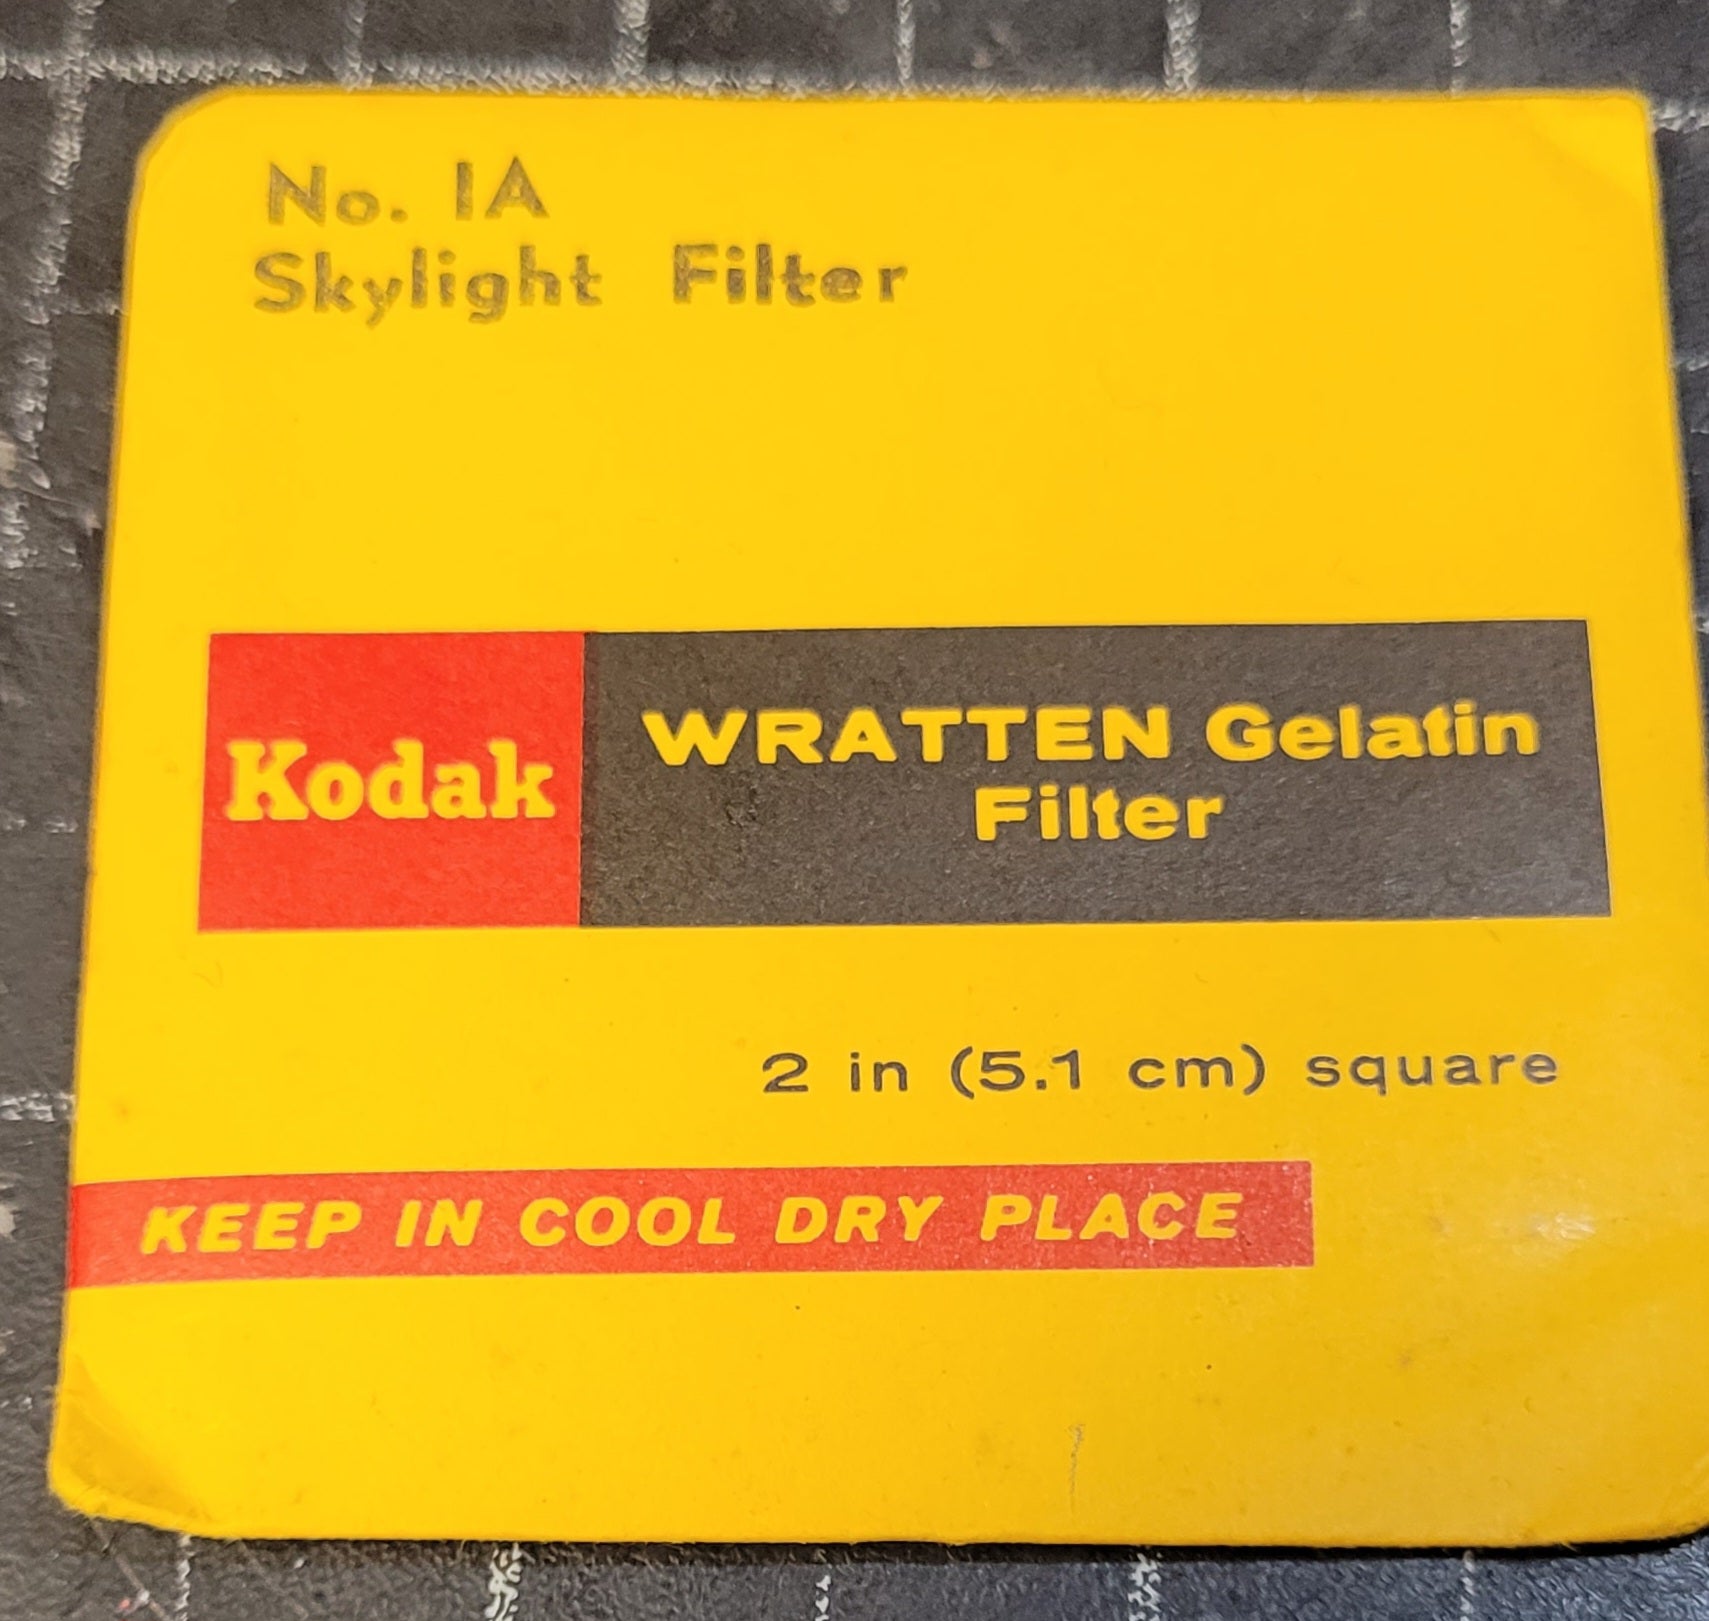 No. 1A
Skylight Filter
Kodak
WRATTEN Gelatin
Filter
2 in (5.1 cm) square
KEEP IN COOL DRY PLACE